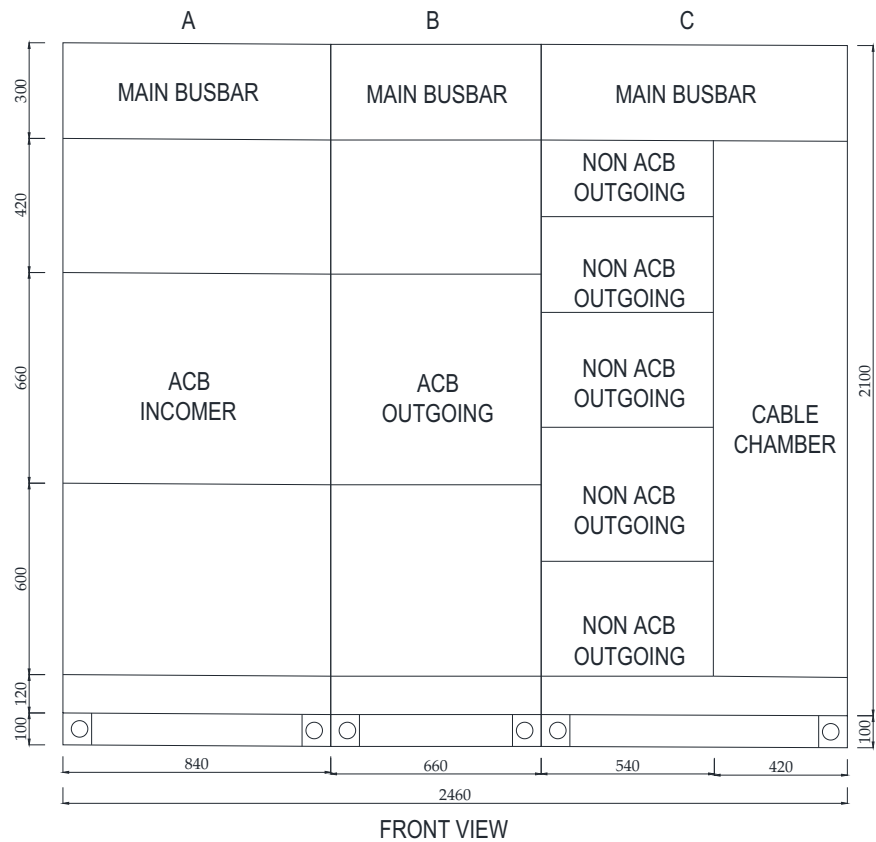 A
B
C
MAIN BUSBAR
MAIN BUSBAR
MAIN BUSBAR
300
420
660
600
120
100
ACB
INCOMER
ACB
OUTGOING
NON ACB
OUTGOING
NON ACB
OUTGOING
NON ACB
OUTGOING
NON ACB
OUTGOING
NON ACB
OUTGOING
CABLE
CHAMBER
2100
100
840
660
540
420
2460
FRONT VIEW